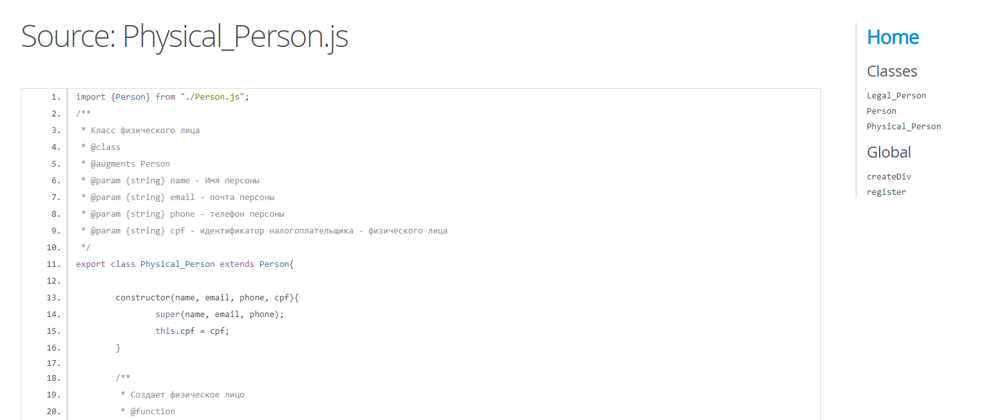 Source: Physical_Person.js
1. import {Person} from "./Person.js";
2. /**
3.  * Класс физического лица
4.  * @class
5.  * @augments Person
6.  * @param {string} name - Имя персоны
7.  * @param {string} email - почта персоны
8.  * @param {string} phone - телефон персоны
9.  * @param {string} cpf - идентификатор налогоплательщика - физического лица
10.  */
11. export class Physical_Person extends Person{
12.
13.         constructor(name, email, phone, cpf){
14.                 super(name, email, phone);
15.                 this.cpf = cpf;
16.         }
17.
18.         /**
19.          * Создает физическое лицо
20.          * @function
Home
Classes
Legal_Person
Person
Physical_Person
Global
createDiv
register